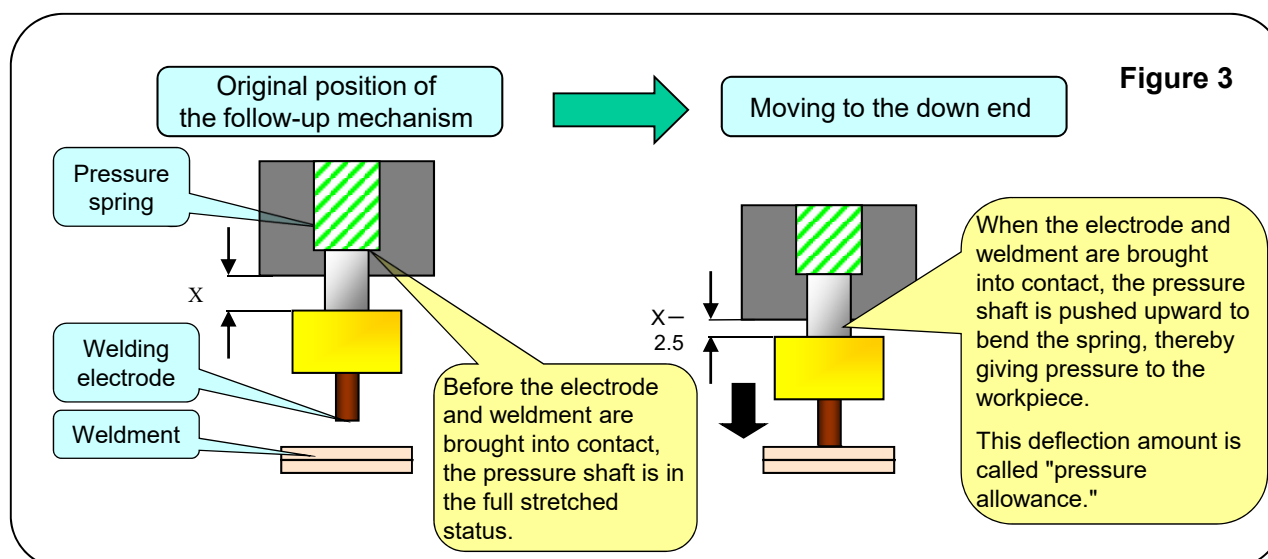 Figure 3
Original position of
the follow-up mechanism
Moving to the down end
Pressure
spring
X
Welding
electrode
Weldment
Before the electrode
and weldment are
brought into contact,
the pressure shaft is in
the full stretched
status.
X－
2.5
When the electrode and
weldment are brought
into contact, the pressure
shaft is pushed upward to
bend the spring, thereby
giving pressure to the
workpiece.
This deflection amount is
called "pressure
allowance."